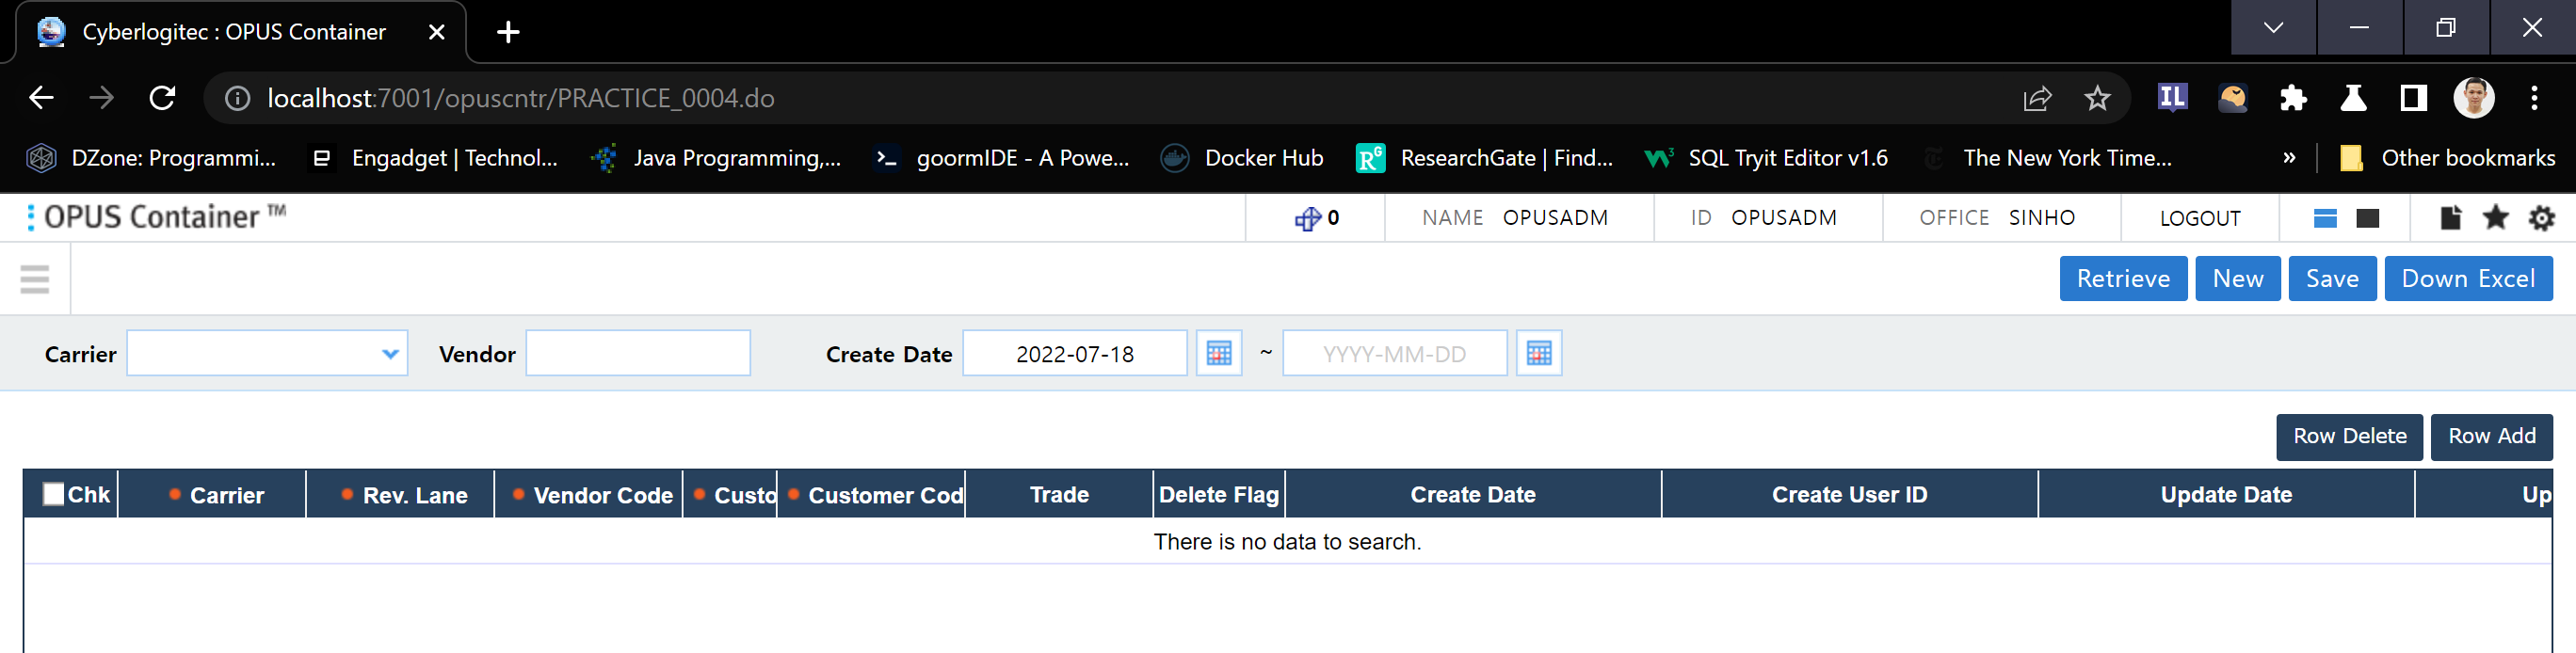 Cyberlogitec : OPUS Container
localhost:7001/opuscntr/PRACTICE_0004.do
IL
DZone: Programmi... Engadget | Technol... Java Programming,... goormIDE - A Powe... Docker Hub ResearchGate | Find... SQL Tryit Editor v1.6 The New York Time... » Other bookmarks
OPUS Container ™ 0 NAME OPUSADM ID OPUSADM OFFICE SINHO LOGOUT
Retrieve New Save Down Excel
Carrier Vendor Create Date 2022-07-18 ~ YYYY-MM-DD
Row Delete Row Add
Chk Carrier Rev. Lane Vendor Code Custo Customer Cod Trade Delete Flag Create Date Create User ID Update Date Up
There is no data to search.